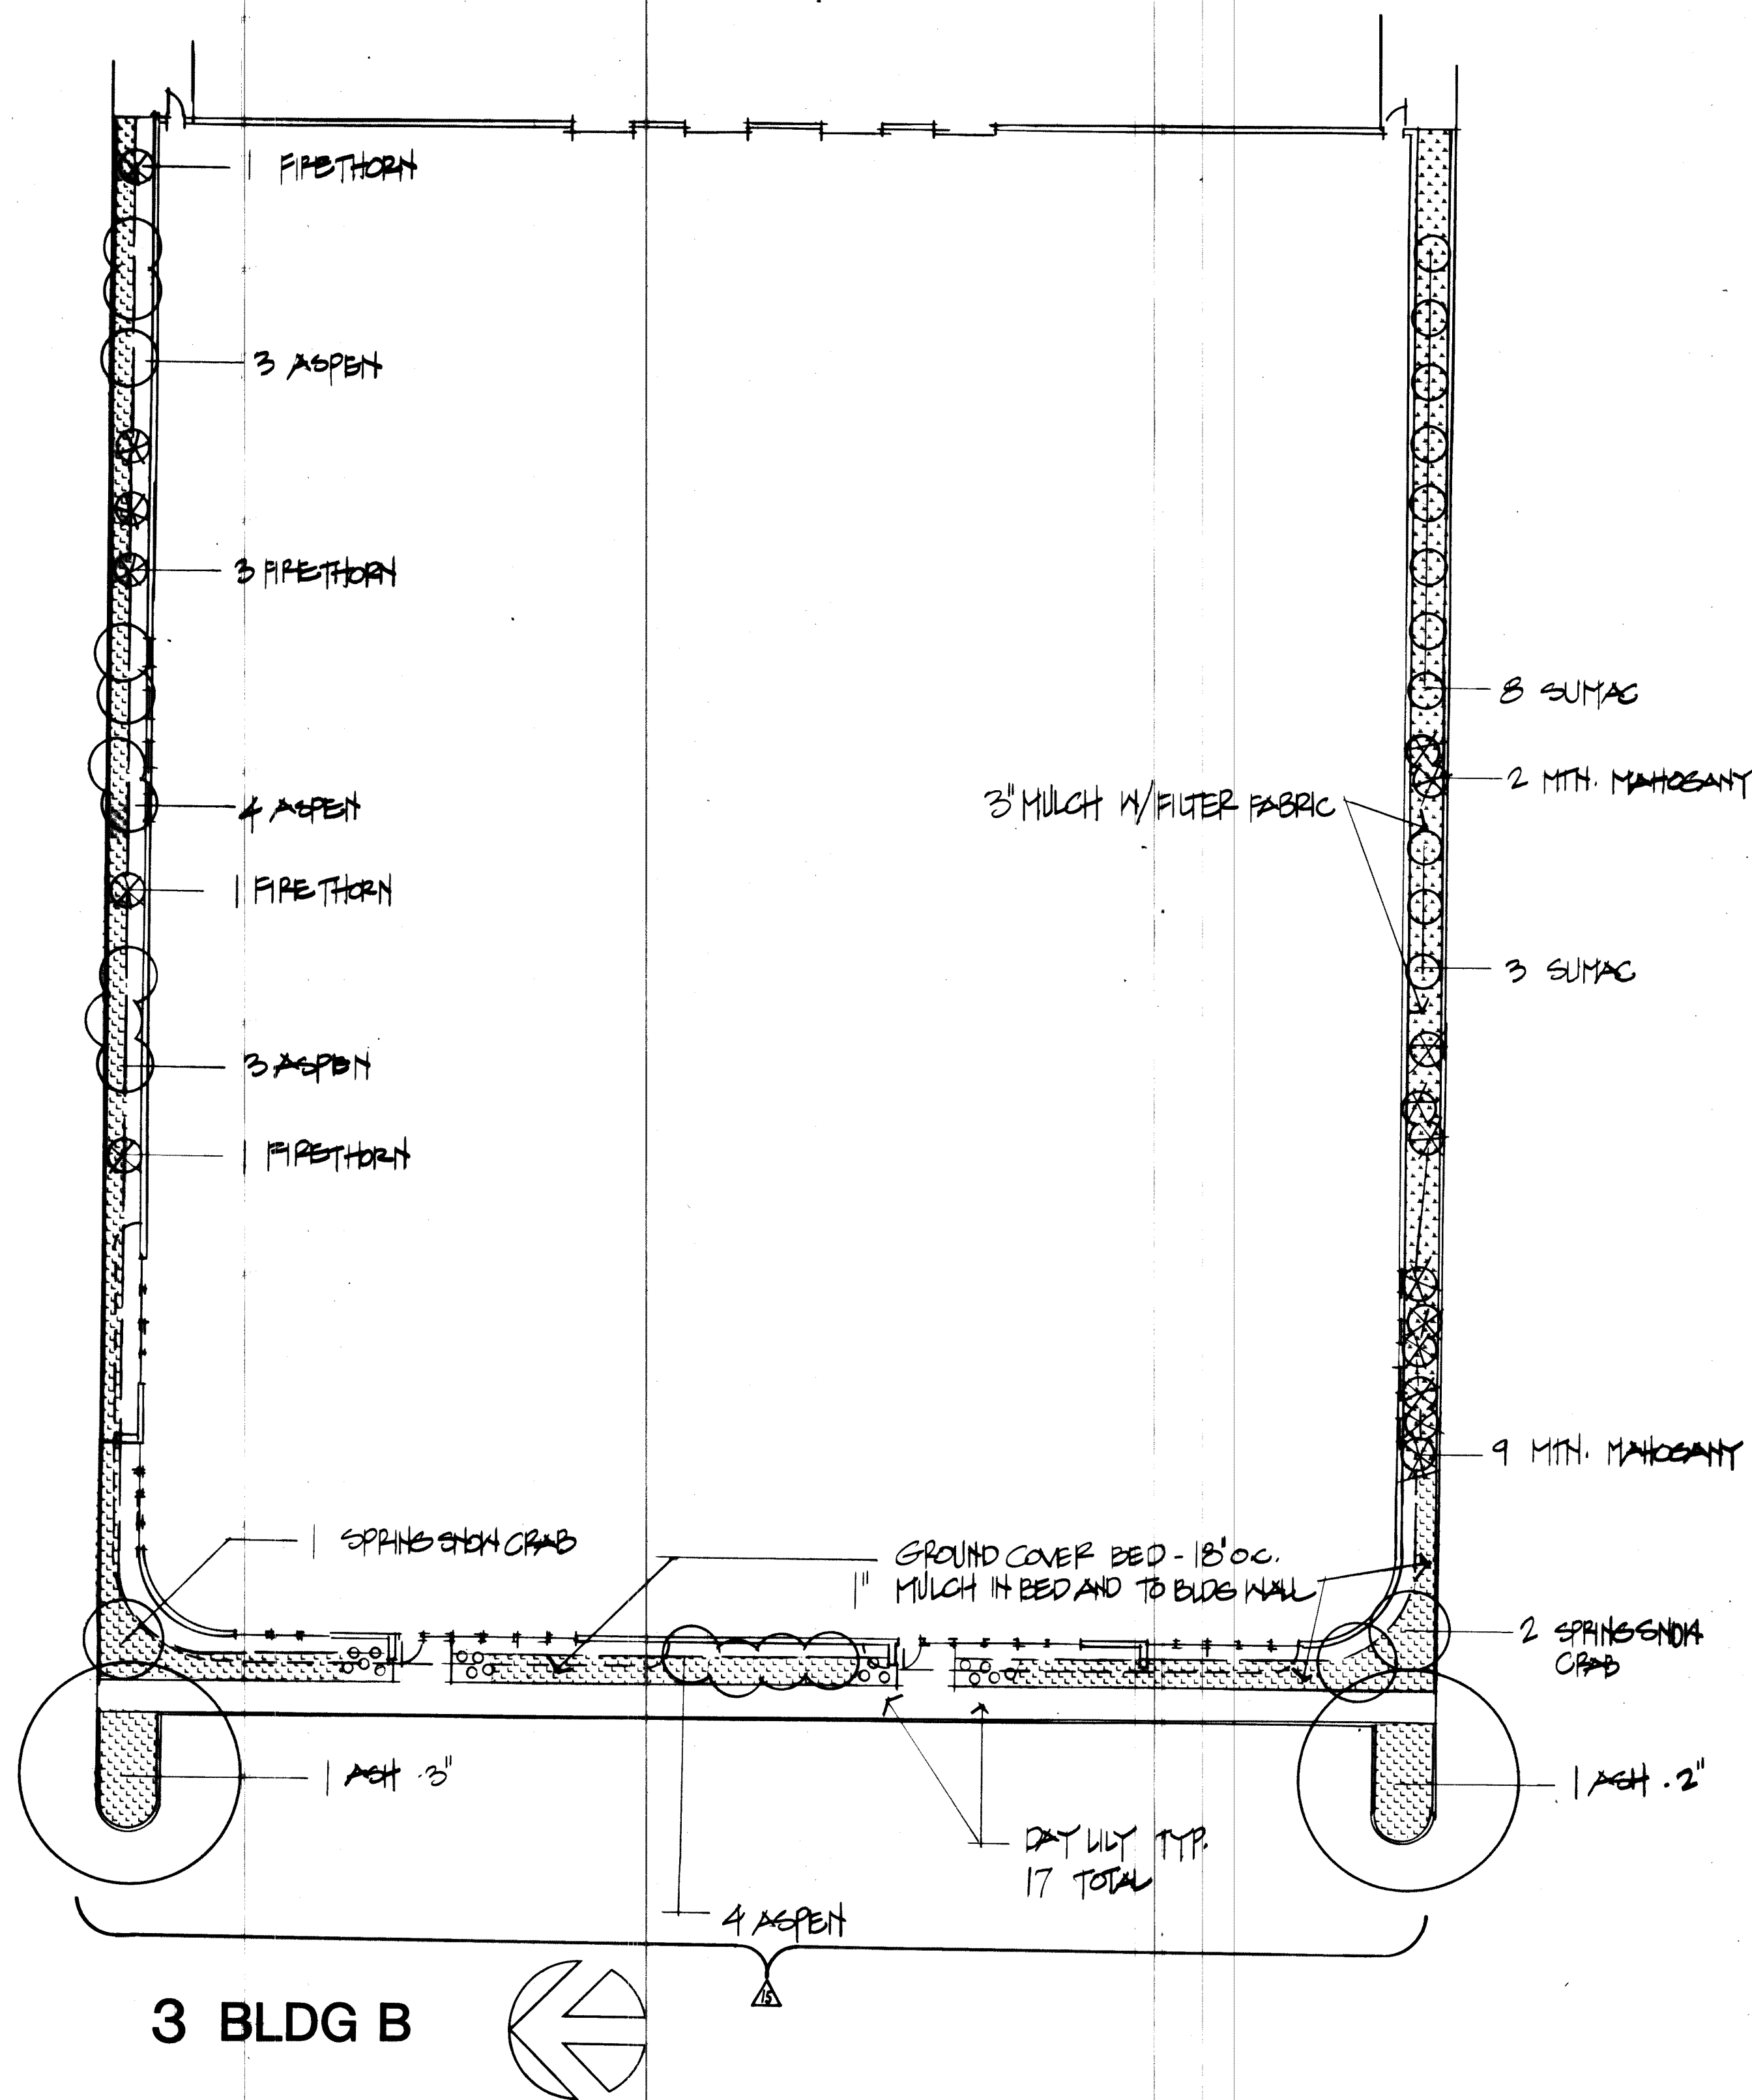 1 FIRETHORN
3 ASPEN
3 FIRETHORN
8 SUMAC
2 MTN. MAHOGANY
3" MULCH W/ FILTER FABRIC
4 ASPEN
1 FIRETHORN
3 SUMAC
3 ASPEN
1 FIRETHORN
9 MTN. MAHOGANY
1 SPRING SNOW CRAB
GROUND COVER BED - 18" O.C.
1" MULCH IN BED AND TO BLDG WALL
2 SPRING SNOW
CRAB
1 ASH · 3"
1 ASH · 2"
DAY LILY TYP.
17 TOTAL
4 ASPEN
15
3 BLDG B